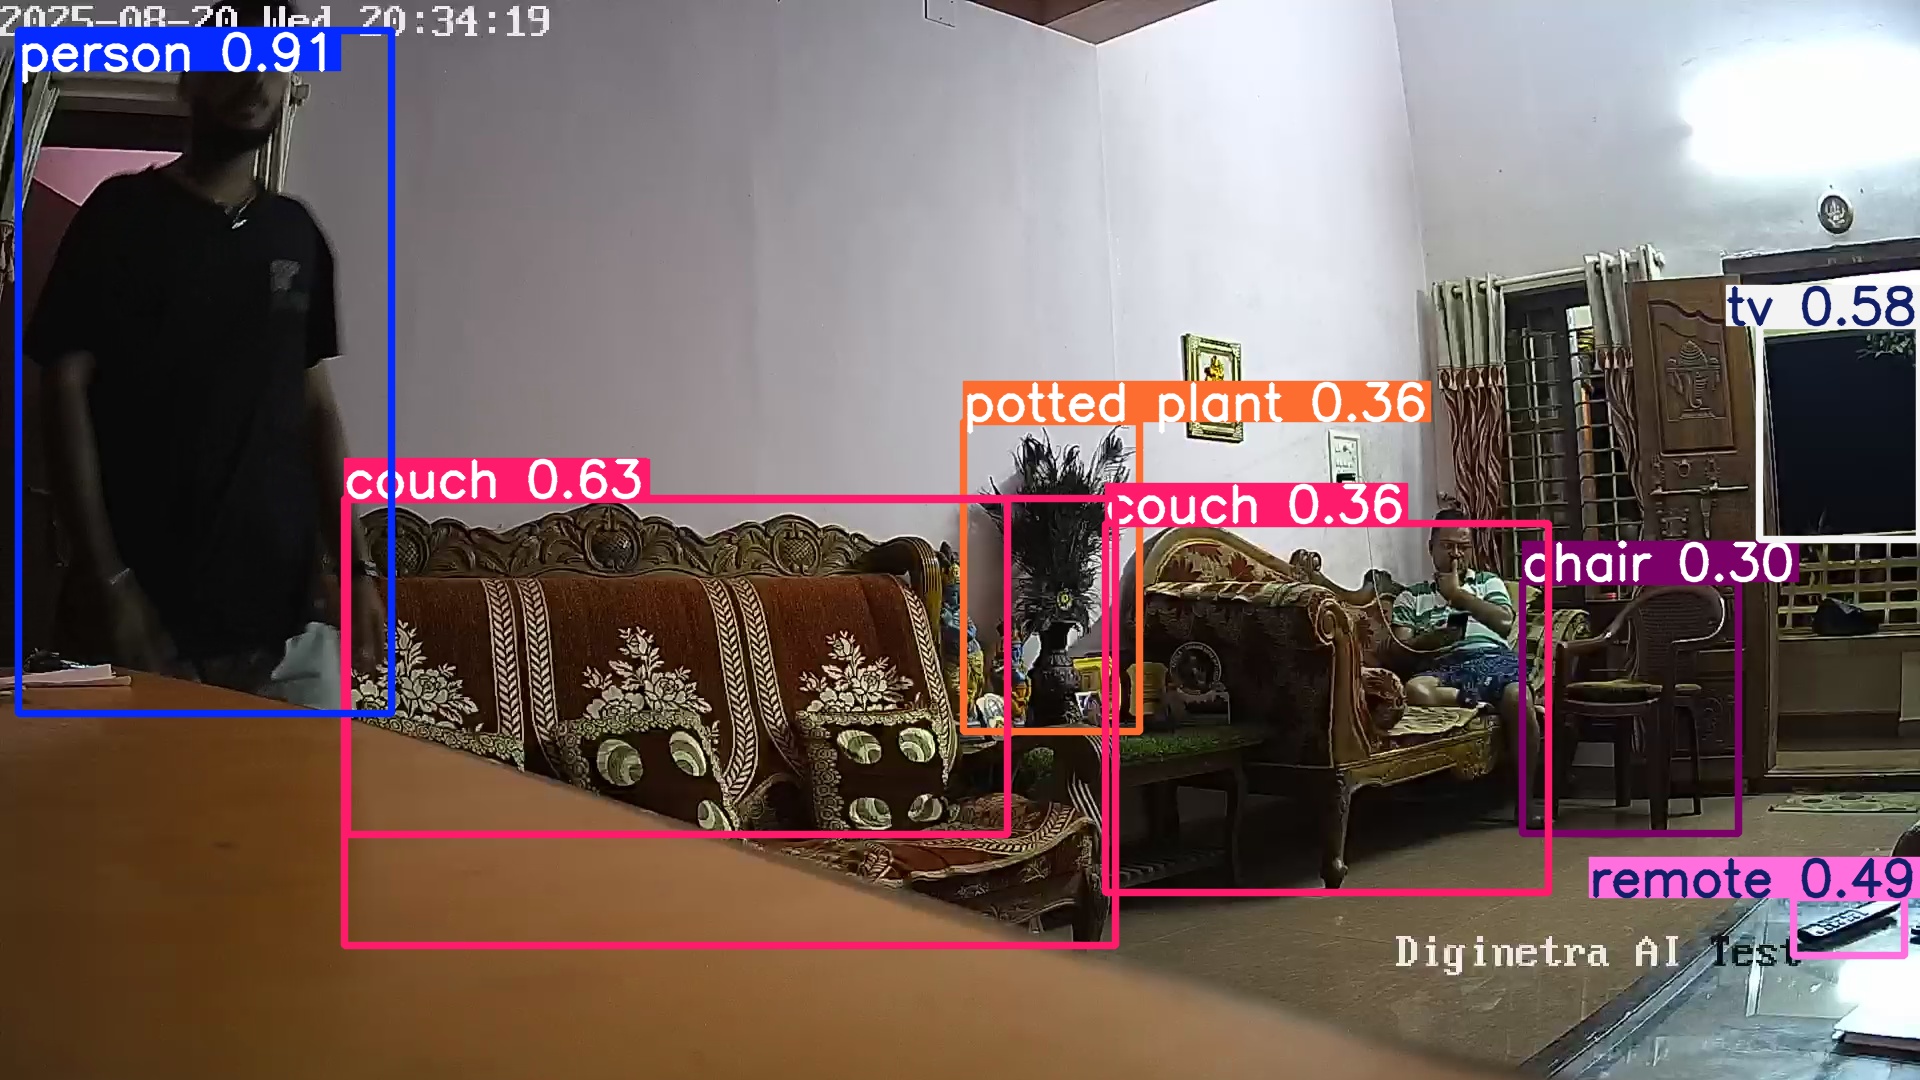 2025-08-20 Wed 20:34:19
person 0.91
tv 0.58
potted plant 0.36
couch 0.63
couch 0.36
chair 0.30
remote 0.49
Diginetra AI Test